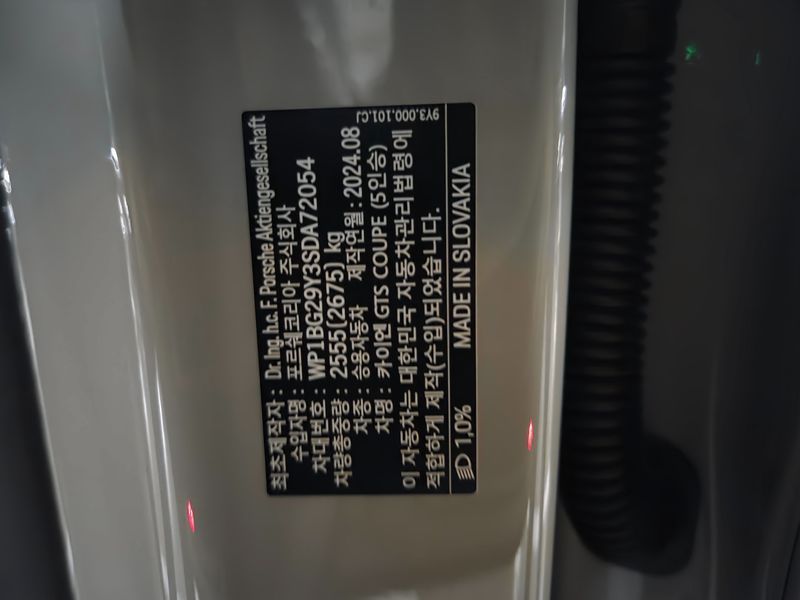 최초제작자 : Dr. Ing. h.c. F. Porsche Aktiengesellschaft
수입자명 : 포르쉐코리아 주식회사
차대번호 : WP1BG29Y3SDA72054
차량총중량 : 2555(2675) kg
차종 : 승용자동차 제작연월 : 2024.08
차명 : 카이엔 GTS COUPE (5인승)
이 자동차는 대한민국 자동차관리법령에
적합하게 제작(수입)되었습니다.
9Y3.000.101.CJ
1,0% MADE IN SLOVAKIA